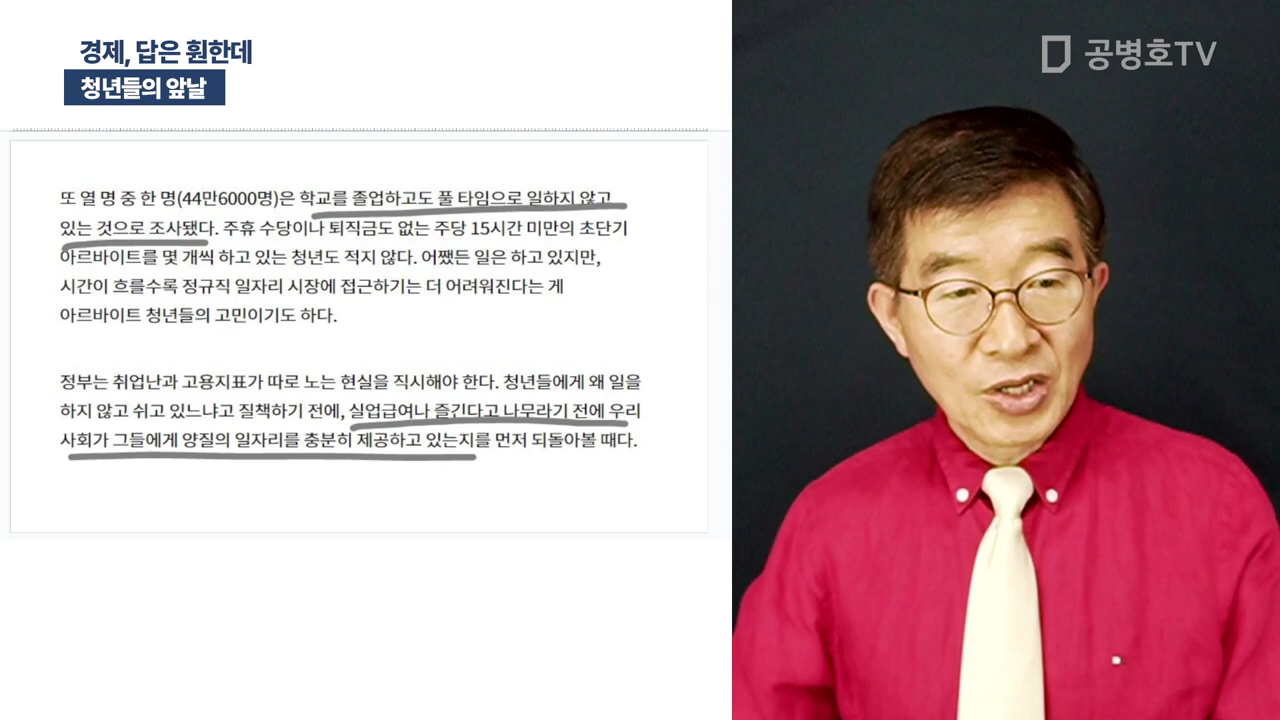 경제, 답은 훤한데
청년들의 앞날
공병호TV
또 열 명 중 한 명(44만6000명)은 학교를 졸업하고도 풀 타임으로 일하지 않고
있는 것으로 조사됐다. 주휴 수당이나 퇴직금도 없는 주당 15시간 미만의 초단기
아르바이트를 몇 개씩 하고 있는 청년도 적지 않다. 어쨌든 일은 하고 있지만,
시간이 흐를수록 정규직 일자리 시장에 접근하기는 더 어려워진다는 게
아르바이트 청년들의 고민이기도 하다.
정부는 취업난과 고용지표가 따로 노는 현실을 직시해야 한다. 청년들에게 왜 일을
하지 않고 쉬고 있느냐고 질책하기 전에, 실업급여나 즐긴다고 나무라기 전에 우리
사회가 그들에게 양질의 일자리를 충분히 제공하고 있는지를 먼저 되돌아볼 때다.